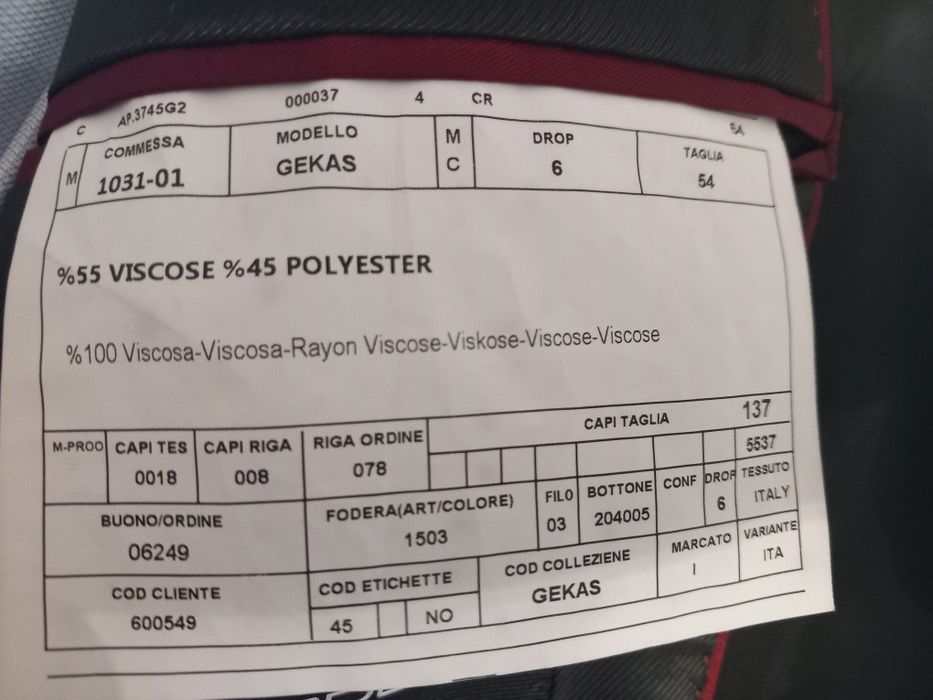 C AP.3745G2 000037 4 CR 54
M COMMESSA MODELLO M DROP TAGLIA
1031-01 GEKAS C 6 54
%55 VISCOSE %45 POLYESTER
%100 Viscosa-Viscosa-Rayon Viscose-Viskose-Viscose-Viscose
M-PROO CAPI TES CAPI RIGA RIGA ORDINE CAPI TAGLIA 137
0018 008 078 5537
BUONO/ORDINE FODERA(ART/COLORE) FILO BOTTONE CONF DROP TESSUTO
06249 1503 03 204005 6 ITALY
COD CLIENTE COD ETICHETTE COD COLLEZIENE MARCATO VARIANTE
600549 45 NO GEKAS I ITA